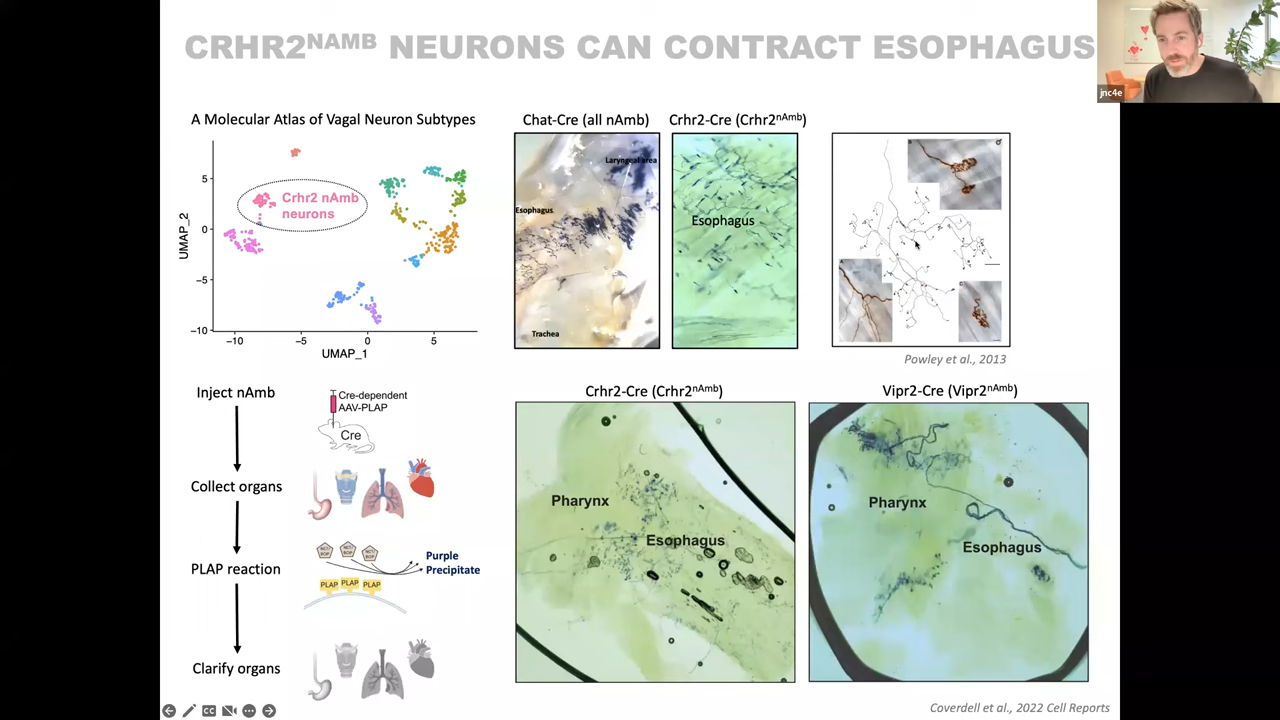 CRHR2NAMB NEURONS CAN CONTRACT ESOPHAGUS
jnc4e
A Molecular Atlas of Vagal Neuron Subtypes
UMAP_2
5
0
−5
−10
Crhr2 nAmb
neurons
−10
−5
0
5
UMAP_1
Chat-Cre (all nAmb)
Laryngeal area
Esophagus
Trachea
Crhr2-Cre (Crhr2nAmb)
Esophagus
Powley et al., 2013
Inject nAmb
Cre-dependent
AAV-PLAP
Cre
Collect organs
PLAP reaction
Purple
Precipitate
PLAP
PLAP
PLAP
Clarify organs
Crhr2-Cre (Crhr2nAmb)
Pharynx
Esophagus
Vipr2-Cre (Vipr2nAmb)
Pharynx
Esophagus
CC
Coverdell et al., 2022 Cell Reports